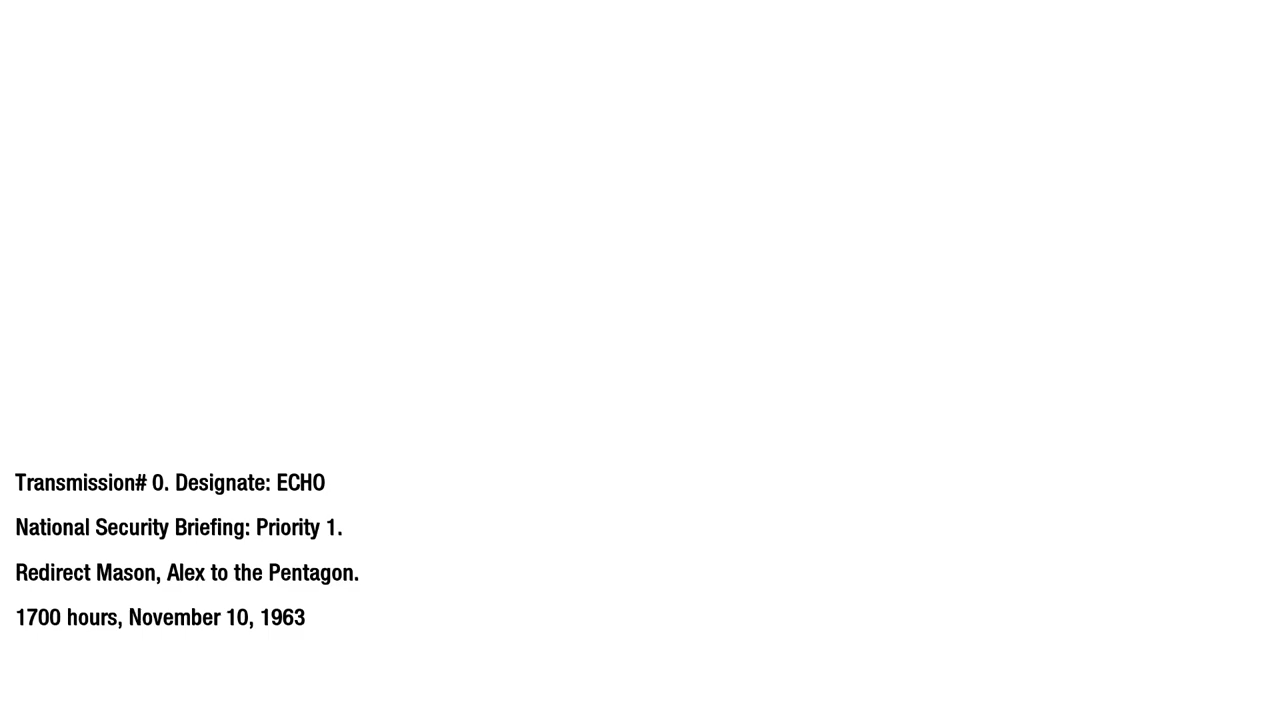 Transmission# 0. Designate: ECHO
National Security Briefing: Priority 1.
Redirect Mason, Alex to the Pentagon.
1700 hours, November 10, 1963